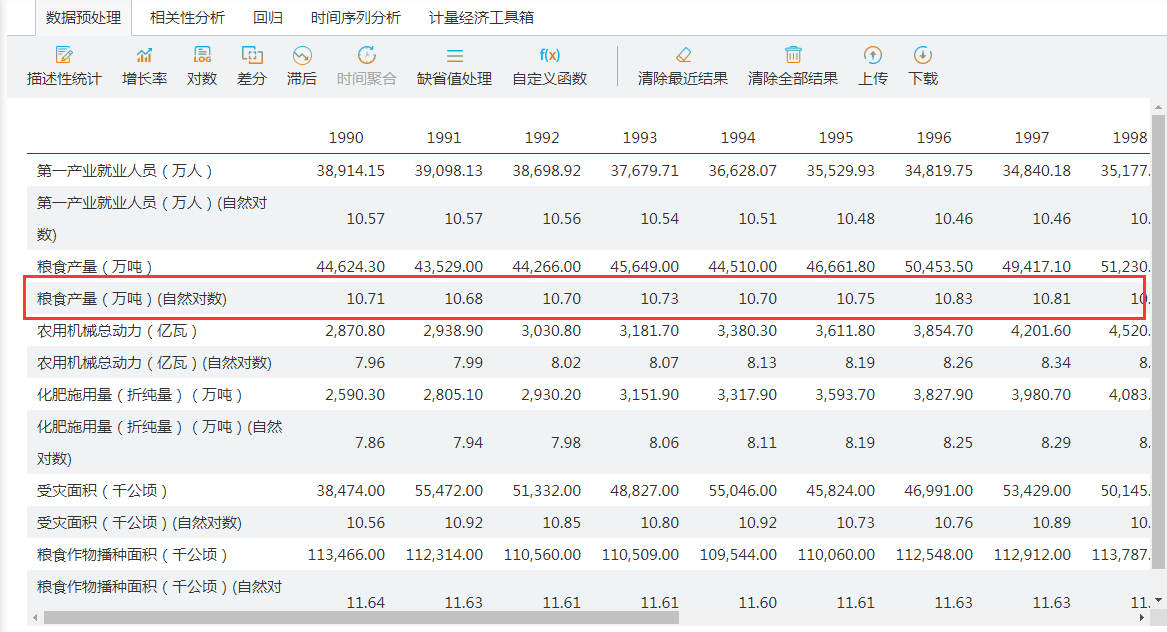 数据预处理 相关性分析 回归 时间序列分析 计量经济工具箱
LOG f(x)
描述性统计 增长率 对数 差分 滞后 时间聚合 缺省值处理 自定义函数 清除最近结果 清除全部结果 上传 下载
1990 1991 1992 1993 1994 1995 1996 1997 1998
第一产业就业人员（万人） 38,914.15 39,098.13 38,698.92 37,679.71 36,628.07 35,529.93 34,819.75 34,840.18 35,177.
第一产业就业人员（万人）(自然对
数) 10.57 10.57 10.56 10.54 10.51 10.48 10.46 10.46 10.
粮食产量（万吨） 44,624.30 43,529.00 44,266.00 45,649.00 44,510.00 46,661.80 50,453.50 49,417.10 51,230.
粮食产量（万吨）(自然对数) 10.71 10.68 10.70 10.73 10.70 10.75 10.83 10.81 10.
农用机械总动力（亿瓦） 2,870.80 2,938.90 3,030.80 3,181.70 3,380.30 3,611.80 3,854.70 4,201.60 4,520.
农用机械总动力（亿瓦）(自然对数) 7.96 7.99 8.02 8.07 8.13 8.19 8.26 8.34 8.
化肥施用量（折纯量）（万吨） 2,590.30 2,805.10 2,930.20 3,151.90 3,317.90 3,593.70 3,827.90 3,980.70 4,083.
化肥施用量（折纯量）（万吨）(自然
对数) 7.86 7.94 7.98 8.06 8.11 8.19 8.25 8.29 8.
受灾面积（千公顷） 38,474.00 55,472.00 51,332.00 48,827.00 55,046.00 45,824.00 46,991.00 53,429.00 50,145.
受灾面积（千公顷）(自然对数) 10.56 10.92 10.85 10.80 10.92 10.73 10.76 10.89 10.
粮食作物播种面积（千公顷） 113,466.00 112,314.00 110,560.00 110,509.00 109,544.00 110,060.00 112,548.00 112,912.00 113,787.
粮食作物播种面积（千公顷）(自然对
11.64 11.63 11.61 11.61 11.60 11.61 11.63 11.63 11.